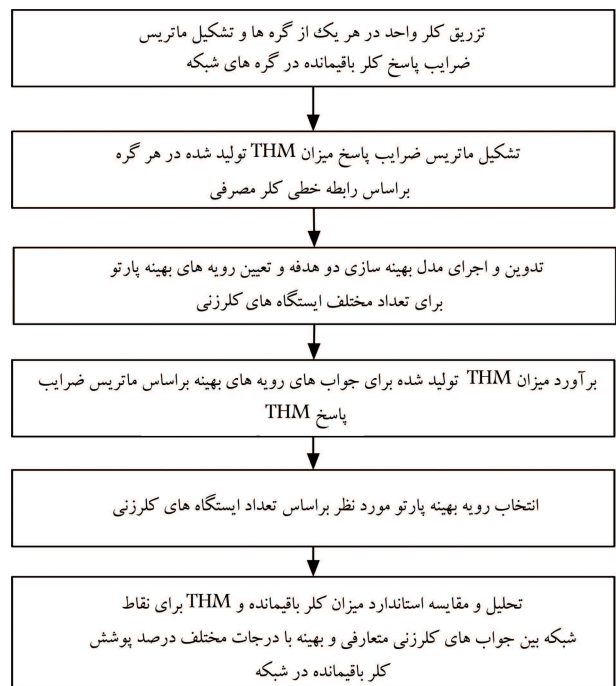 تزریق کلر واحد در هر یک از گره ها و تشکیل ماتریس
ضرایب پاسخ کلر باقیمانده در گره های شبکه
تشکیل ماتریس ضرایب پاسخ میزان THM تولید شده در هر گره
براساس رابطه خطی کلر مصرفی
تدوین و اجرای مدل بهینه سازی دو هدفه و تعیین رویه های بهینه پارتو
برای تعداد مختلف ایستگاه های کلرزنی
برآورد میزان THM تولید شده برای جواب های رویه های بهینه براساس ماتریس ضرایب
پاسخ THM
انتخاب رویه بهینه پارتو مورد نظر براساس تعداد ایستگاه های کلرزنی
تحلیل و مقایسه استاندارد میزان کلر باقیمانده و THM برای نقاط
شبکه بین جواب های کلرزنی متعارفی و بهینه با درجات مختلف درصد پوشش
کلر باقیمانده در شبکه